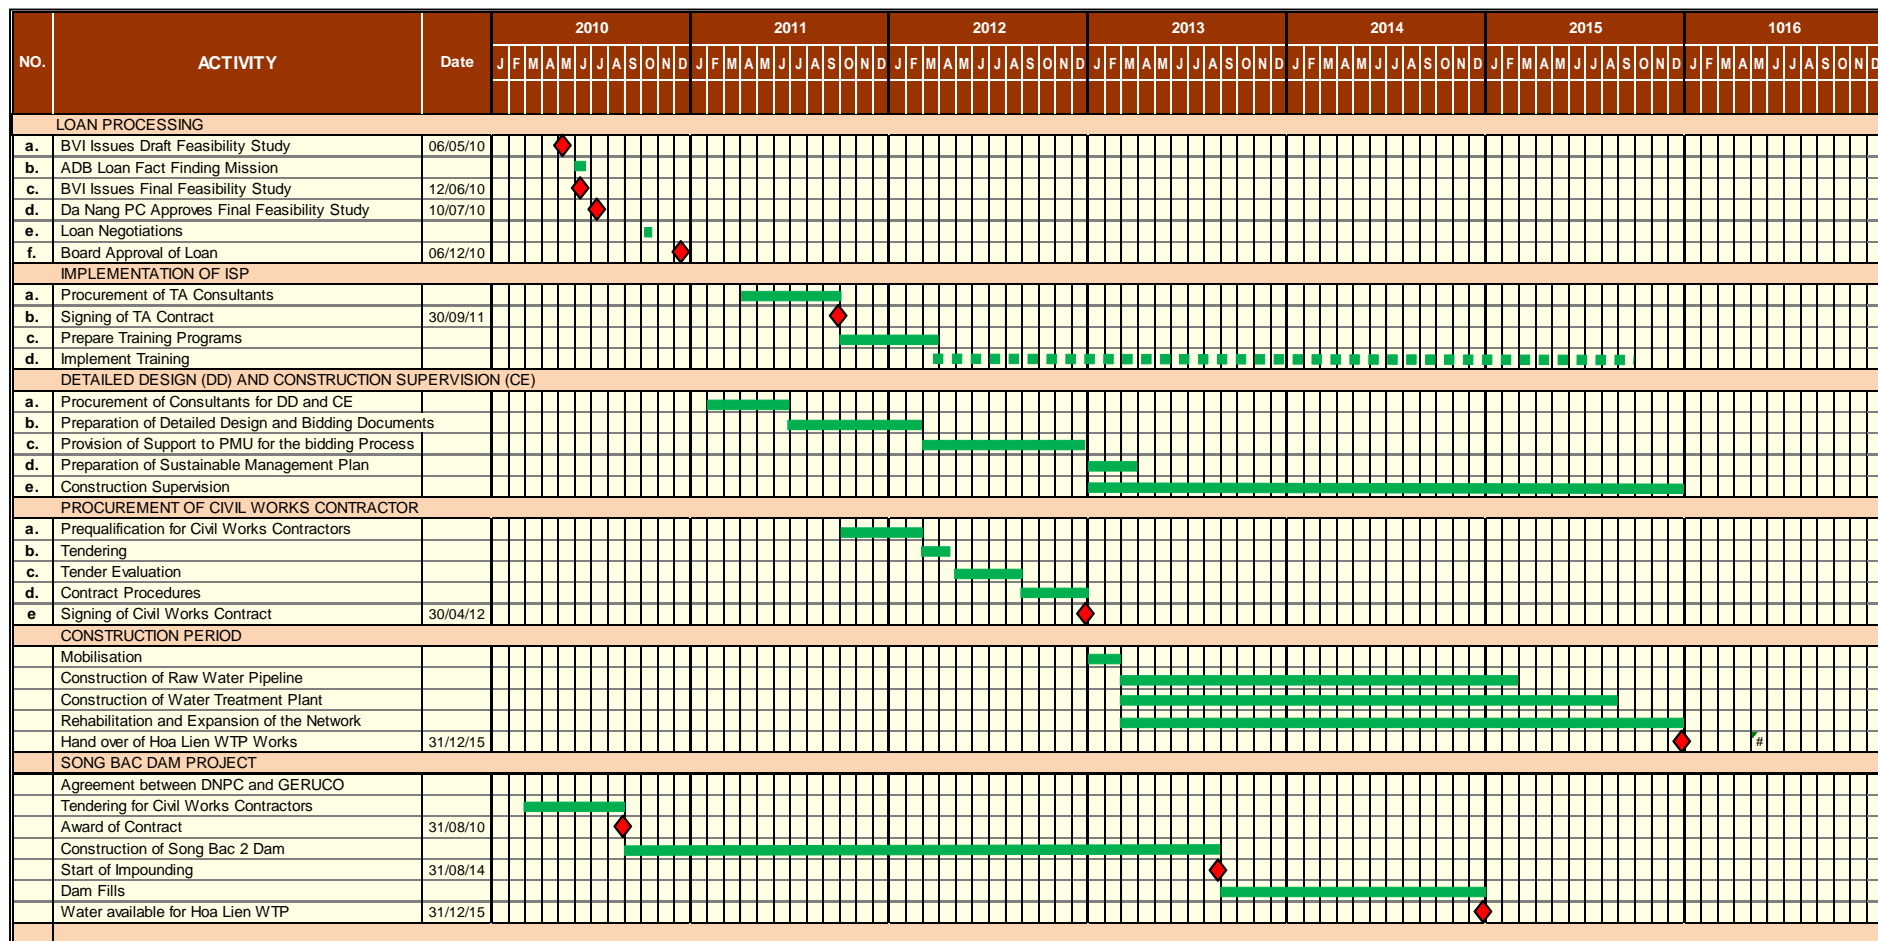 2010 2011 2012 2013 2014 2015 1016
NO. ACTIVITY Date J F M A M J J A S O N D J F M A M J J A S O N D J F M A M J J A S O N D J F M A M J J A S O N D J F M A M J J A S O N D J F M A M J J A S O N D J F M A M J J A S O N D
LOAN PROCESSING
a. BVI Issues Draft Feasibility Study 06/05/10
b. ADB Loan Fact Finding Mission
c. BVI Issues Final Feasibility Study 12/06/10
d. Da Nang PC Approves Final Feasibility Study 10/07/10
e. Loan Negotiations
f. Board Approval of Loan 06/12/10
IMPLEMENTATION OF ISP
a. Procurement of TA Consultants
b. Signing of TA Contract 30/09/11
c. Prepare Training Programs
d. Implement Training
DETAILED DESIGN (DD) AND CONSTRUCTION SUPERVISION (CE)
a. Procurement of Consultants for DD and CE
b. Preparation of Detailed Design and Bidding Documents
c. Provision of Support to PMU for the bidding Process
d. Preparation of Sustainable Management Plan
e. Construction Supervision
PROCUREMENT OF CIVIL WORKS CONTRACTOR
a. Prequalification for Civil Works Contractors
b. Tendering
c. Tender Evaluation
d. Contract Procedures
e Signing of Civil Works Contract 30/04/12
CONSTRUCTION PERIOD
Mobilisation
Construction of Raw Water Pipeline
Construction of Water Treatment Plant
Rehabilitation and Expansion of the Network
Hand over of Hoa Lien WTP Works 31/12/15 #
SONG BAC DAM PROJECT
Agreement between DNPC and GERUCO
Tendering for Civil Works Contractors
Award of Contract 31/08/10
Construction of Song Bac 2 Dam
Start of Impounding 31/08/14
Dam Fills
Water available for Hoa Lien WTP 31/12/15